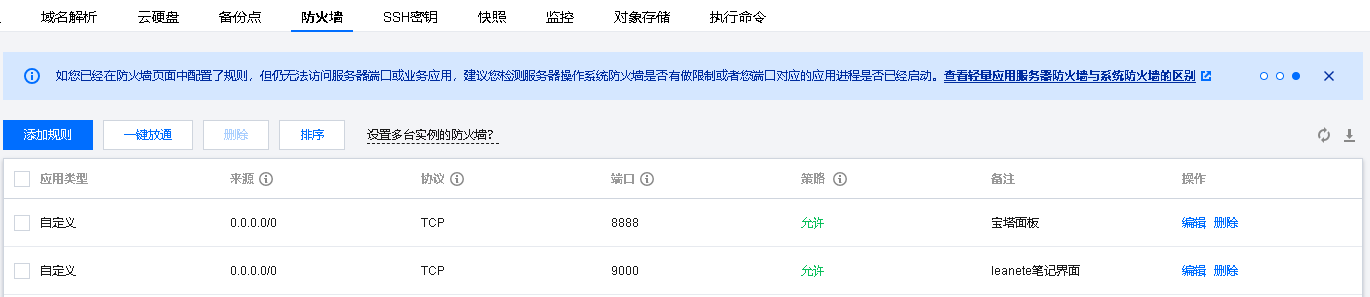 域名解析 云硬盘 备份点 防火墙 SSH密钥 快照 监控 对象存储 执行命令
如您已经在防火墙页面中配置了规则，但仍无法访问服务器端口或业务应用，建议您检测服务器操作系统防火墙是否有做限制或者您端口对应的应用进程是否已经启动。查看轻量应用服务器防火墙与系统防火墙的区别
添加规则 一键放通 删除 排序 设置多台实例的防火墙?
应用类型 来源 协议 端口 策略 备注 操作
自定义 0.0.0.0/0 TCP 8888 允许 宝塔面板 编辑 删除
自定义 0.0.0.0/0 TCP 9000 允许 leanete笔记界面 编辑 删除